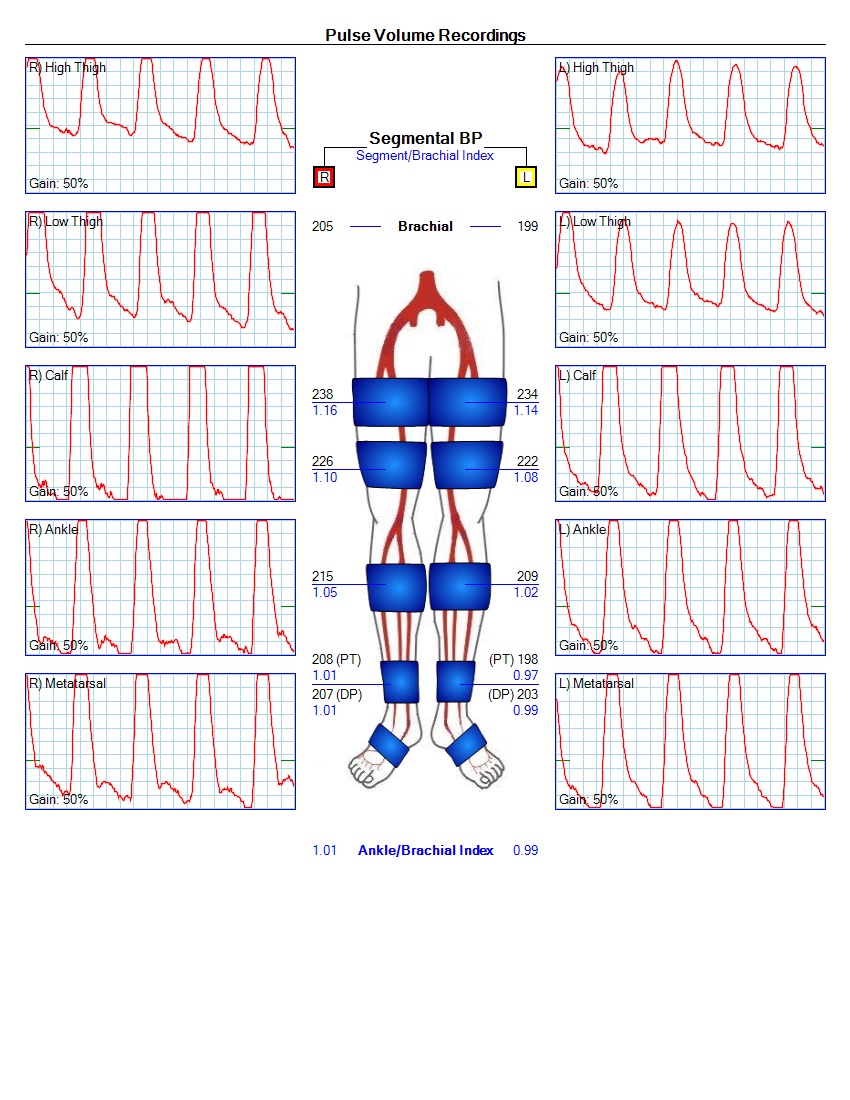 Pulse Volume Recordings
R) High Thigh
Gain: 50%
L) High Thigh
Gain: 50%
Segmental BP
Segment/Brachial Index
R
L
R) Low Thigh
Gain: 50%
205 Brachial 199
L) Low Thigh
Gain: 50%
R) Calf
Gain: 50%
238
1.16
234
1.14
L) Calf
Gain: 50%
226
1.10
222
1.08
R) Ankle
Gain: 50%
215
1.05
209
1.02
L) Ankle
Gain: 50%
208 (PT)
1.01
207 (DP)
1.01
(PT) 198
0.97
(DP) 203
0.99
R) Metatarsal
Gain: 50%
L) Metatarsal
Gain: 50%
1.01 Ankle/Brachial Index 0.99